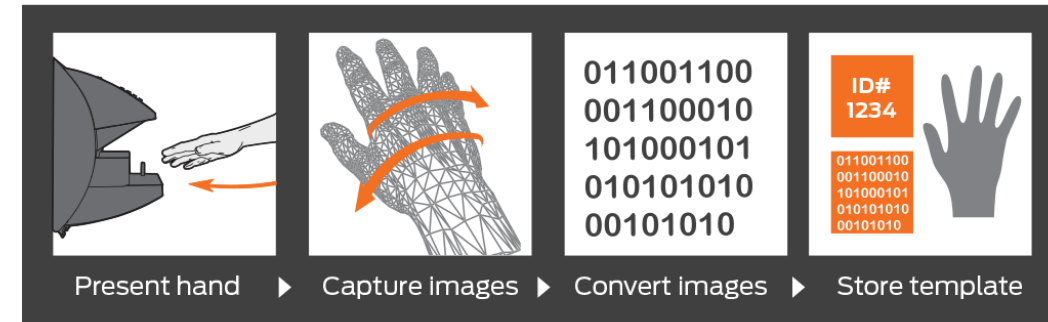 011001100
001100010
101000101
010101010
00101010
ID#
1234
011001100
001100010
101000101
010101010
00101010
Present hand
Capture images
Convert images
Store template